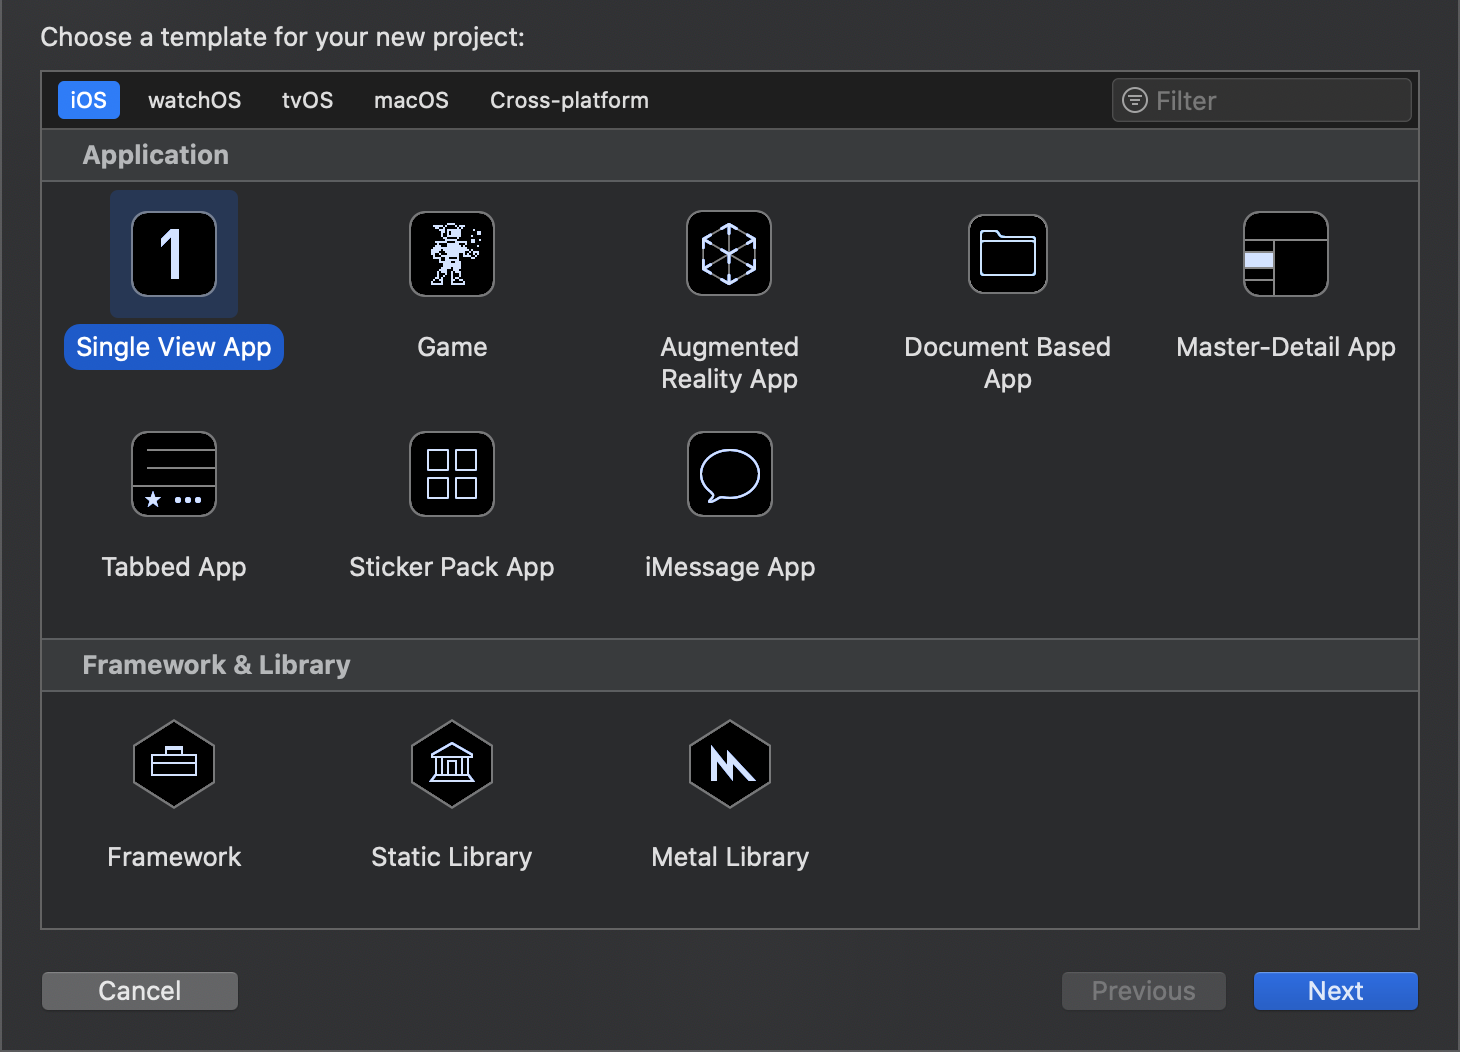 Choose a template for your new project:
iOS watchOS tvOS macOS Cross-platform Filter
Application
1
Single View App Game Augmented Document Based Master-Detail App
Reality App App
Tabbed App Sticker Pack App iMessage App
Framework & Library
Framework Static Library Metal Library
Cancel Previous Next